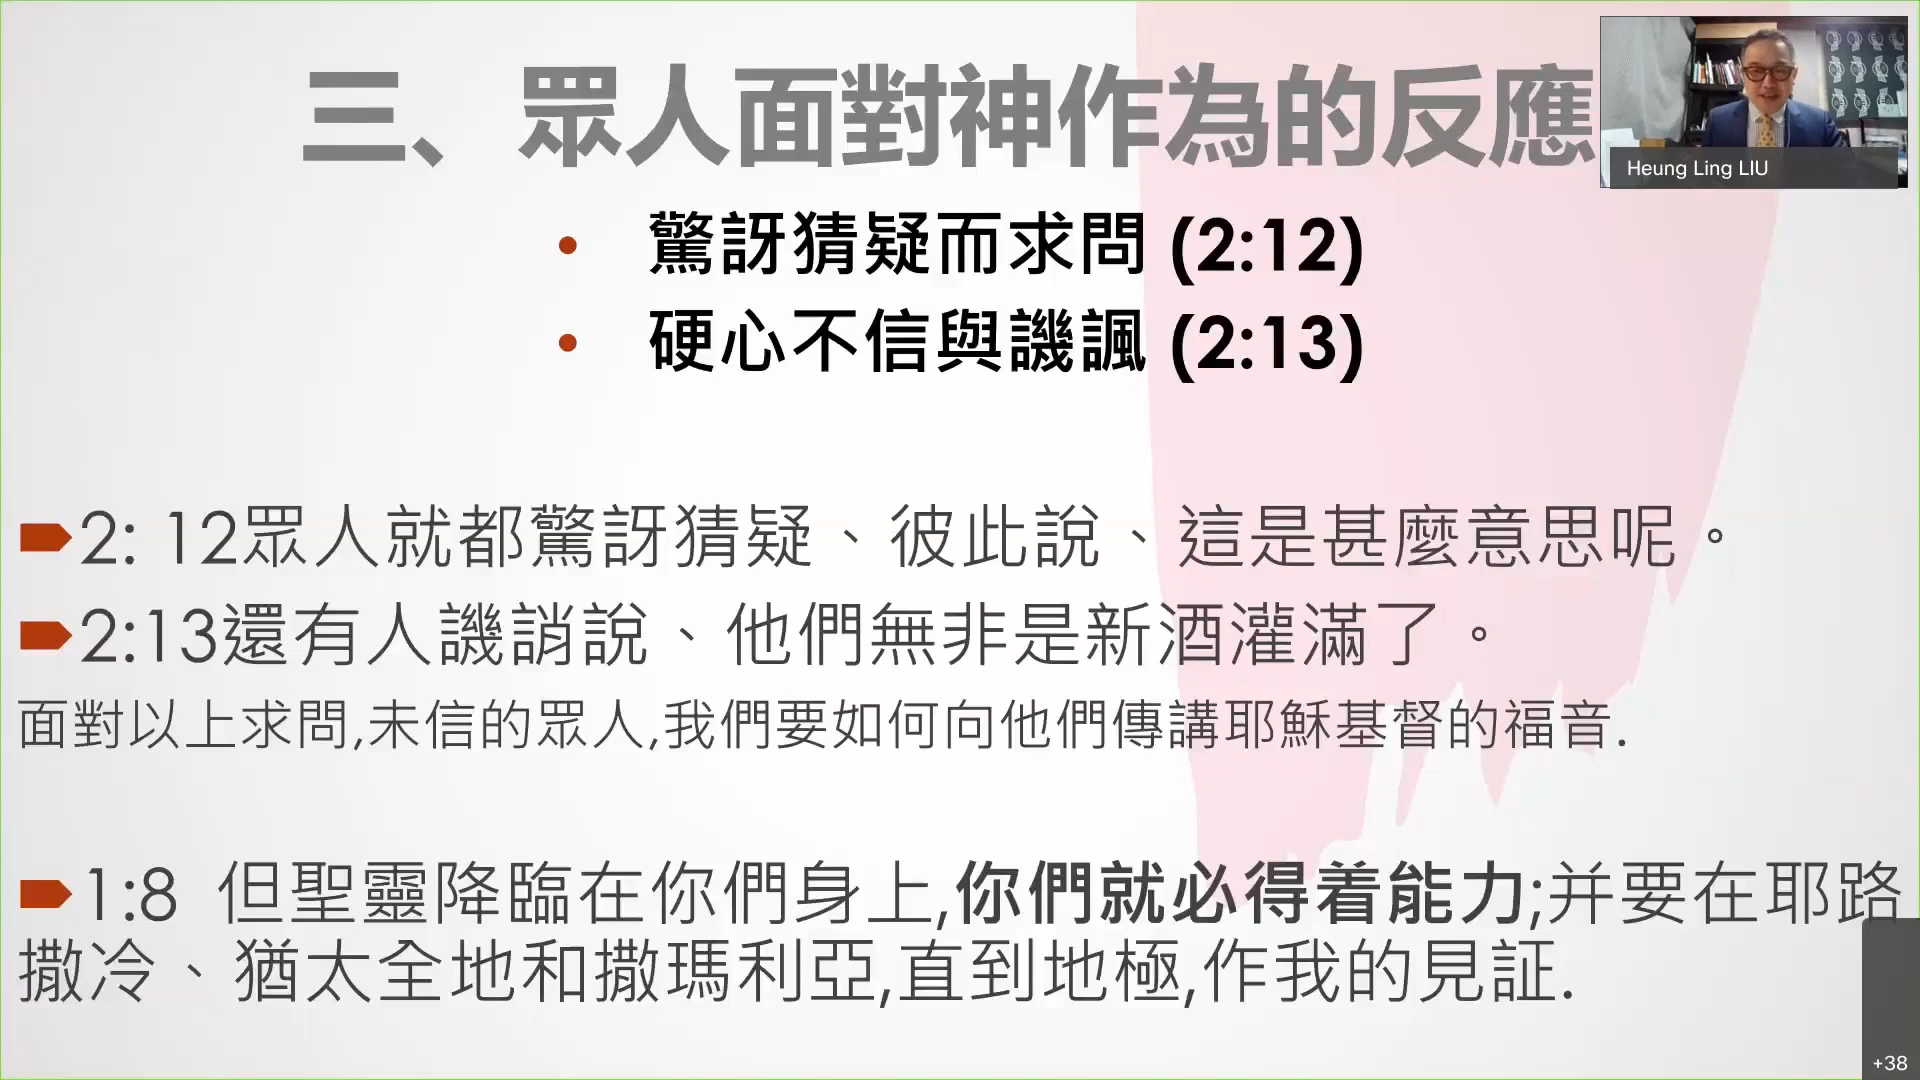 三、眾人面對神作為的反應
Heung Ling LIU
• 驚訝猜疑而求問 (2:12)
• 硬心不信與譏諷 (2:13)
2: 12眾人就都驚訝猜疑、彼此說、這是甚麼意思呢。
2:13還有人譏誚說、他們無非是新酒灌滿了。
面對以上求問,未信的眾人,我們要如何向他們傳講耶穌基督的福音.
1:8 但聖靈降臨在你們身上,你們就必得着能力;并要在耶路
撒冷、猶太全地和撒瑪利亞,直到地極,作我的見証.
+38